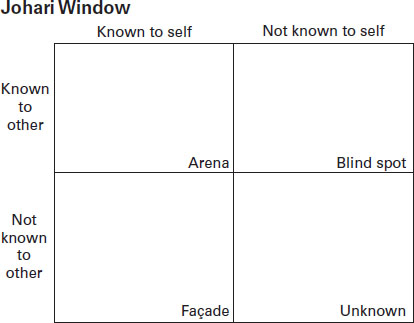 Johari Window
Known to self
Not known to self
Known
to
other
Arena
Blind spot
Not
known
to
other
Façade
Unknown